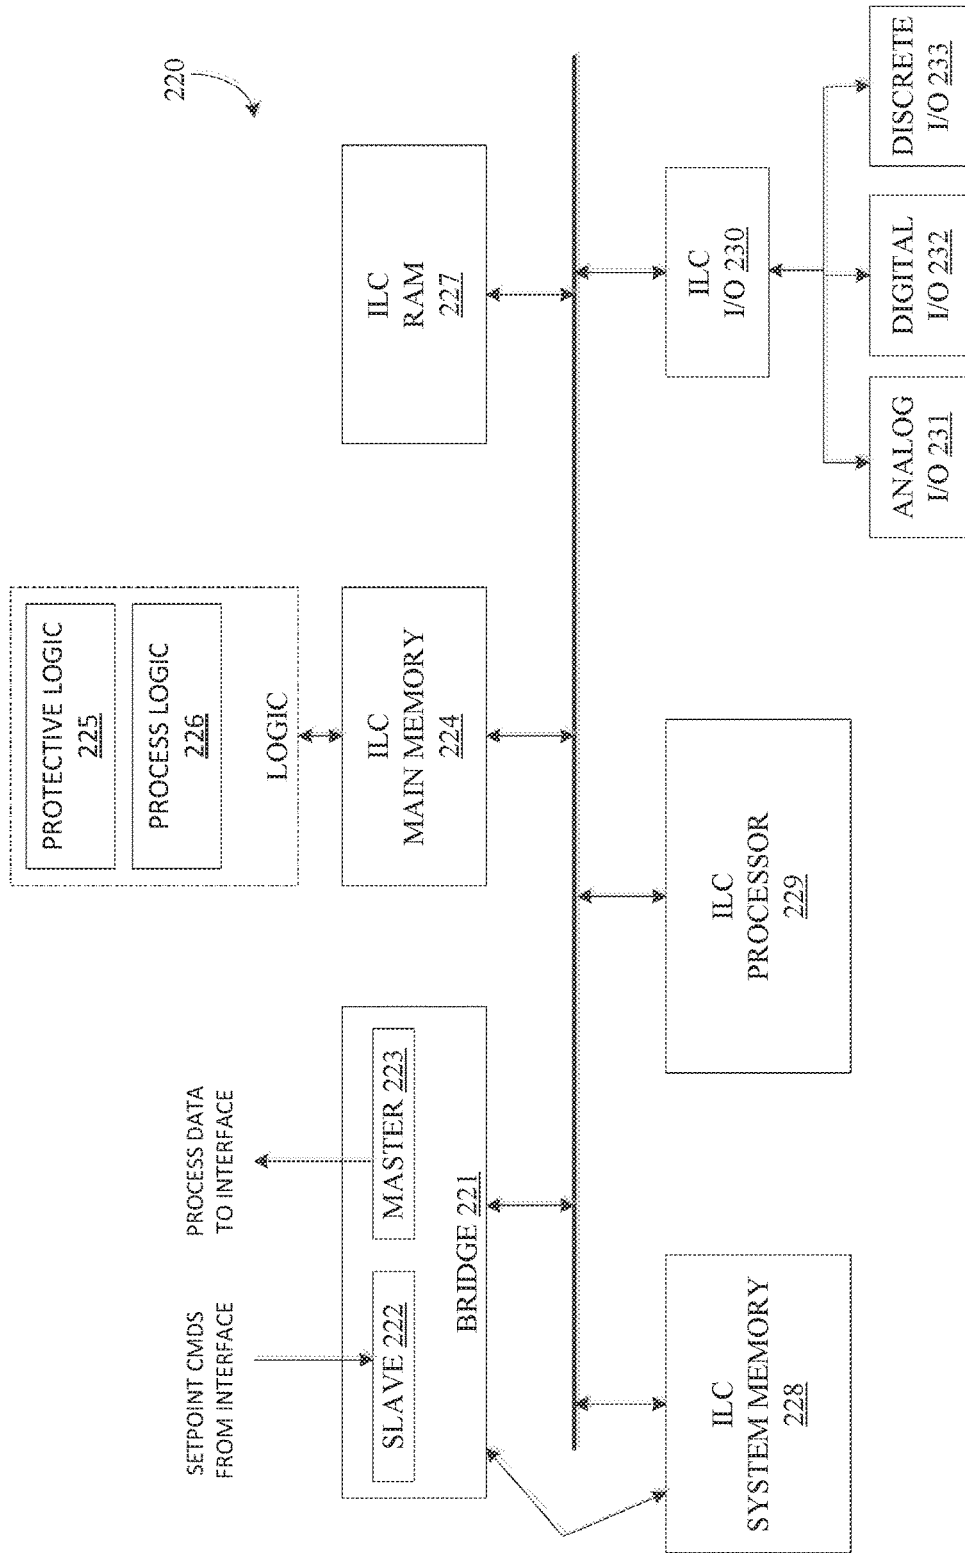 220
SETPOINT CMDS
FROM INTERFACE
PROCESS DATA
TO INTERFACE
PROTECTIVE LOGIC
225
PROCESS LOGIC
226
LOGIC
SLAVE 222
MASTER 223
BRIDGE 221
ILC
MAIN MEMORY
224
ILC
RAM
227
ILC
SYSTEM MEMORY
228
ILC
PROCESSOR
229
ILC
I/O 230
ANALOG
I/O 231
DIGITAL
I/O 232
DISCRETE
I/O 233